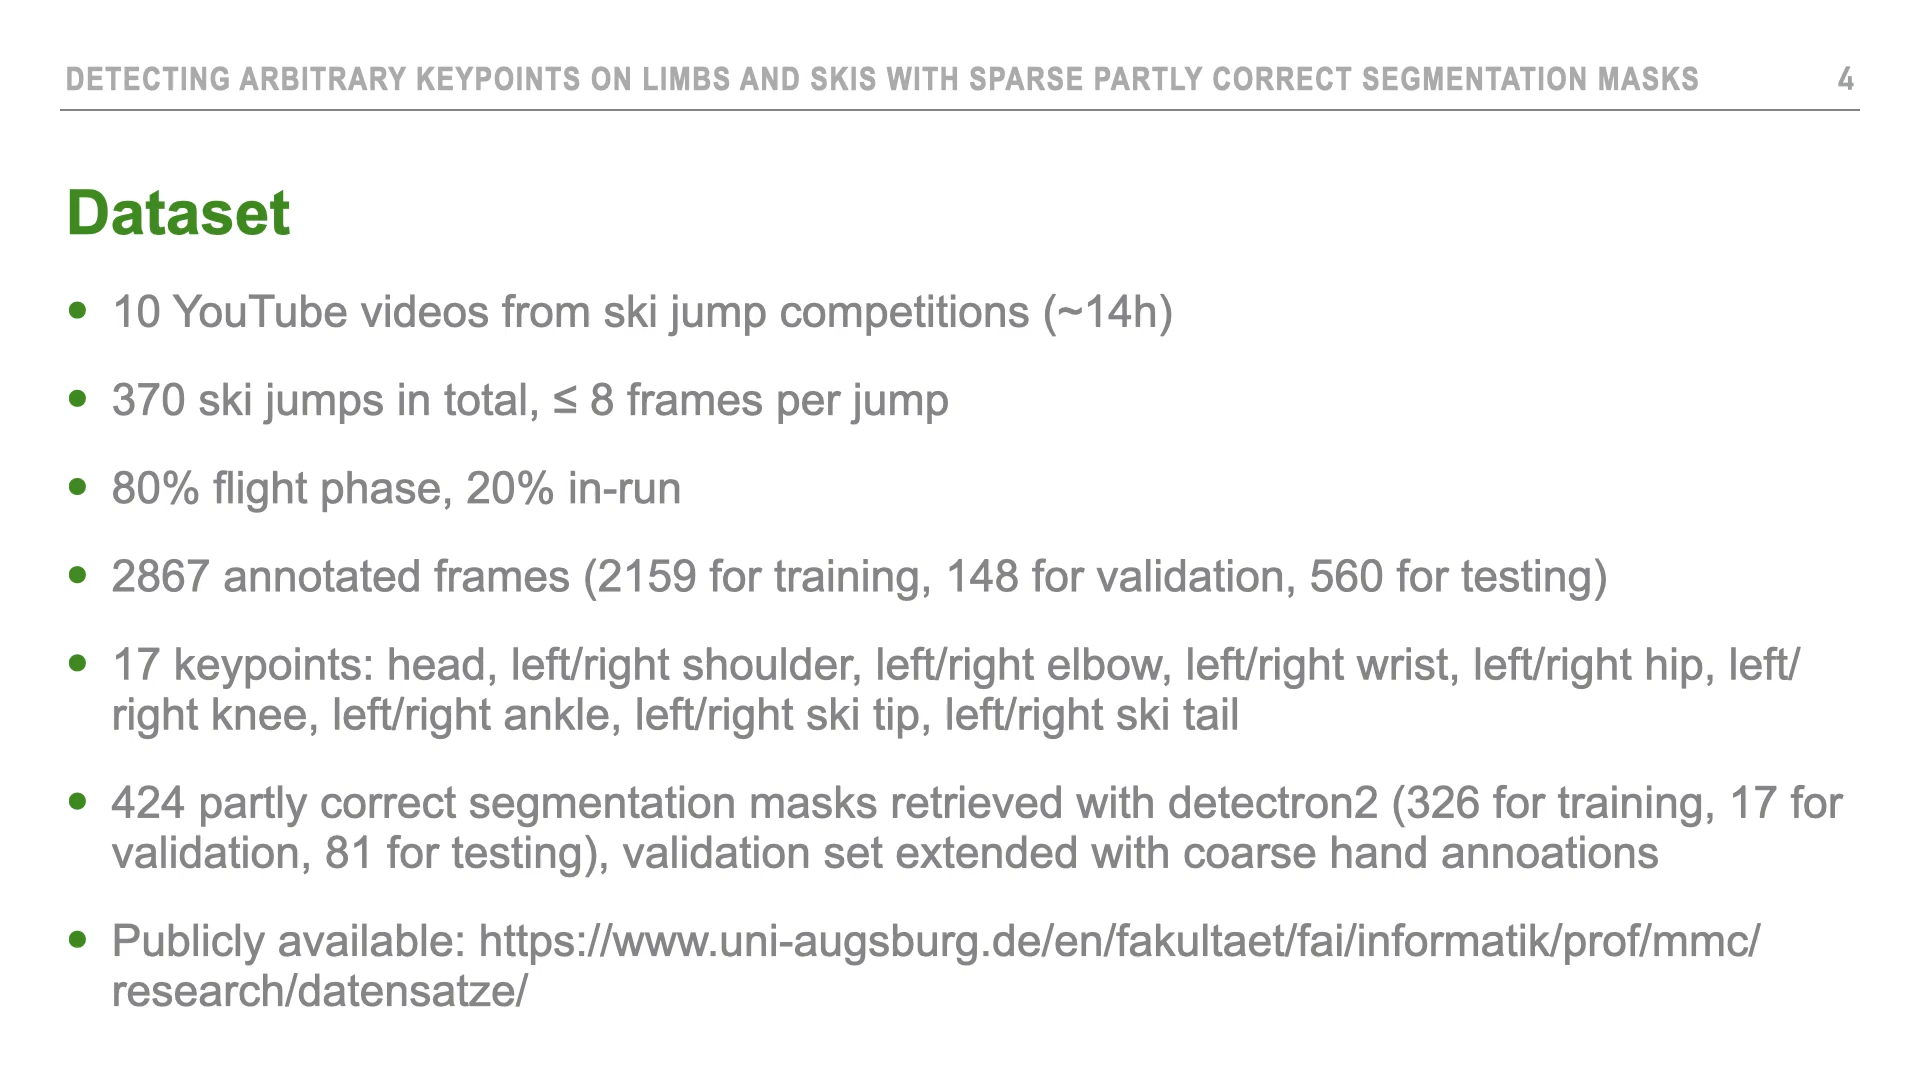 DETECTING ARBITRARY KEYPOINTS ON LIMBS AND SKIS WITH SPARSE PARTLY CORRECT SEGMENTATION MASKS 4
Dataset
• 10 YouTube videos from ski jump competitions (~14h)
• 370 ski jumps in total, ≤ 8 frames per jump
• 80% flight phase, 20% in-run
• 2867 annotated frames (2159 for training, 148 for validation, 560 for testing)
• 17 keypoints: head, left/right shoulder, left/right elbow, left/right wrist, left/right hip, left/
right knee, left/right ankle, left/right ski tip, left/right ski tail
• 424 partly correct segmentation masks retrieved with detectron2 (326 for training, 17 for
validation, 81 for testing), validation set extended with coarse hand annoations
• Publicly available: https://www.uni-augsburg.de/en/fakultaet/fai/informatik/prof/mmc/
research/datensatze/